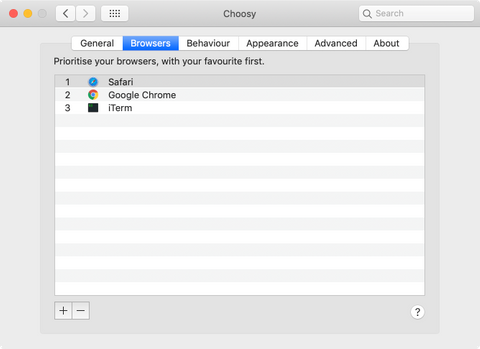 Choosy
Search
General Browsers Behaviour Appearance Advanced About
Prioritise your browsers, with your favourite first.
1 Safari
2 Google Chrome
3 iTerm
+ − ?